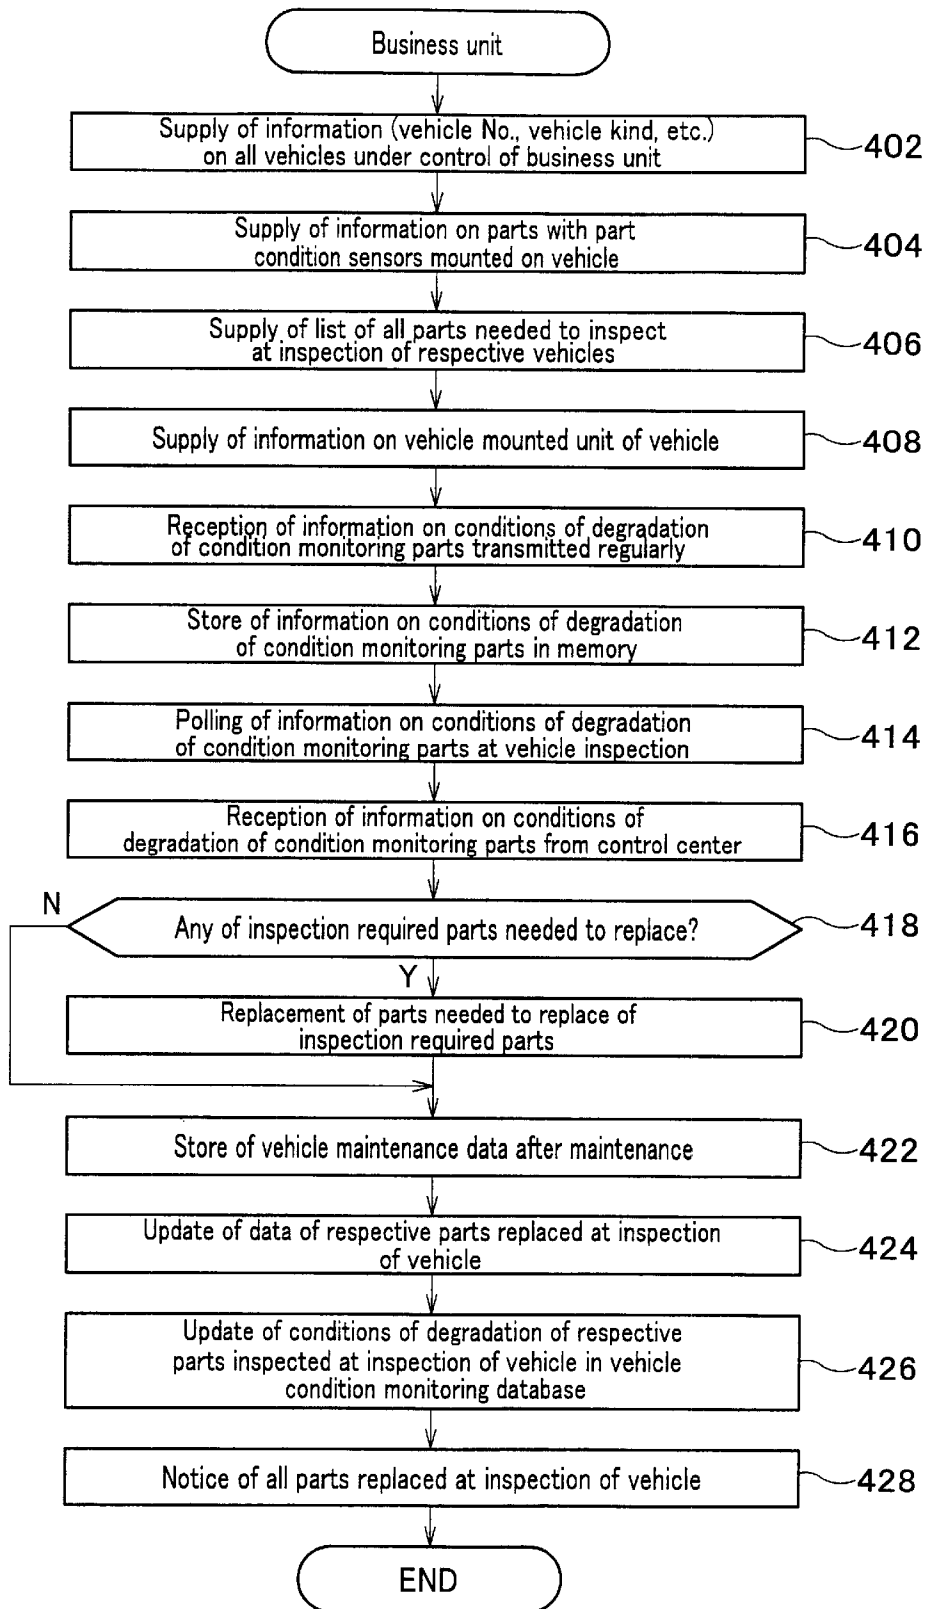 Business unit
Supply of information (vehicle No., vehicle kind, etc.)
on all vehicles under control of business unit
402
Supply of information on parts with part
condition sensors mounted on vehicle
404
Supply of list of all parts needed to inspect
at inspection of respective vehicles
406
Supply of information on vehicle mounted unit of vehicle
408
Reception of information on conditions of degradation
of condition monitoring parts transmitted regularly
410
Store of information on conditions of degradation
of condition monitoring parts in memory
412
Polling of information on conditions of degradation
of condition monitoring parts at vehicle inspection
414
Reception of information on conditions of
degradation of condition monitoring parts from control center
416
N
Any of inspection required parts needed to replace?
418
Y
Replacement of parts needed to replace of
inspection required parts
420
Store of vehicle maintenance data after maintenance
422
Update of data of respective parts replaced at inspection
of vehicle
424
Update of conditions of degradation of respective
parts inspected at inspection of vehicle in vehicle
condition monitoring database
426
Notice of all parts replaced at inspection of vehicle
428
END